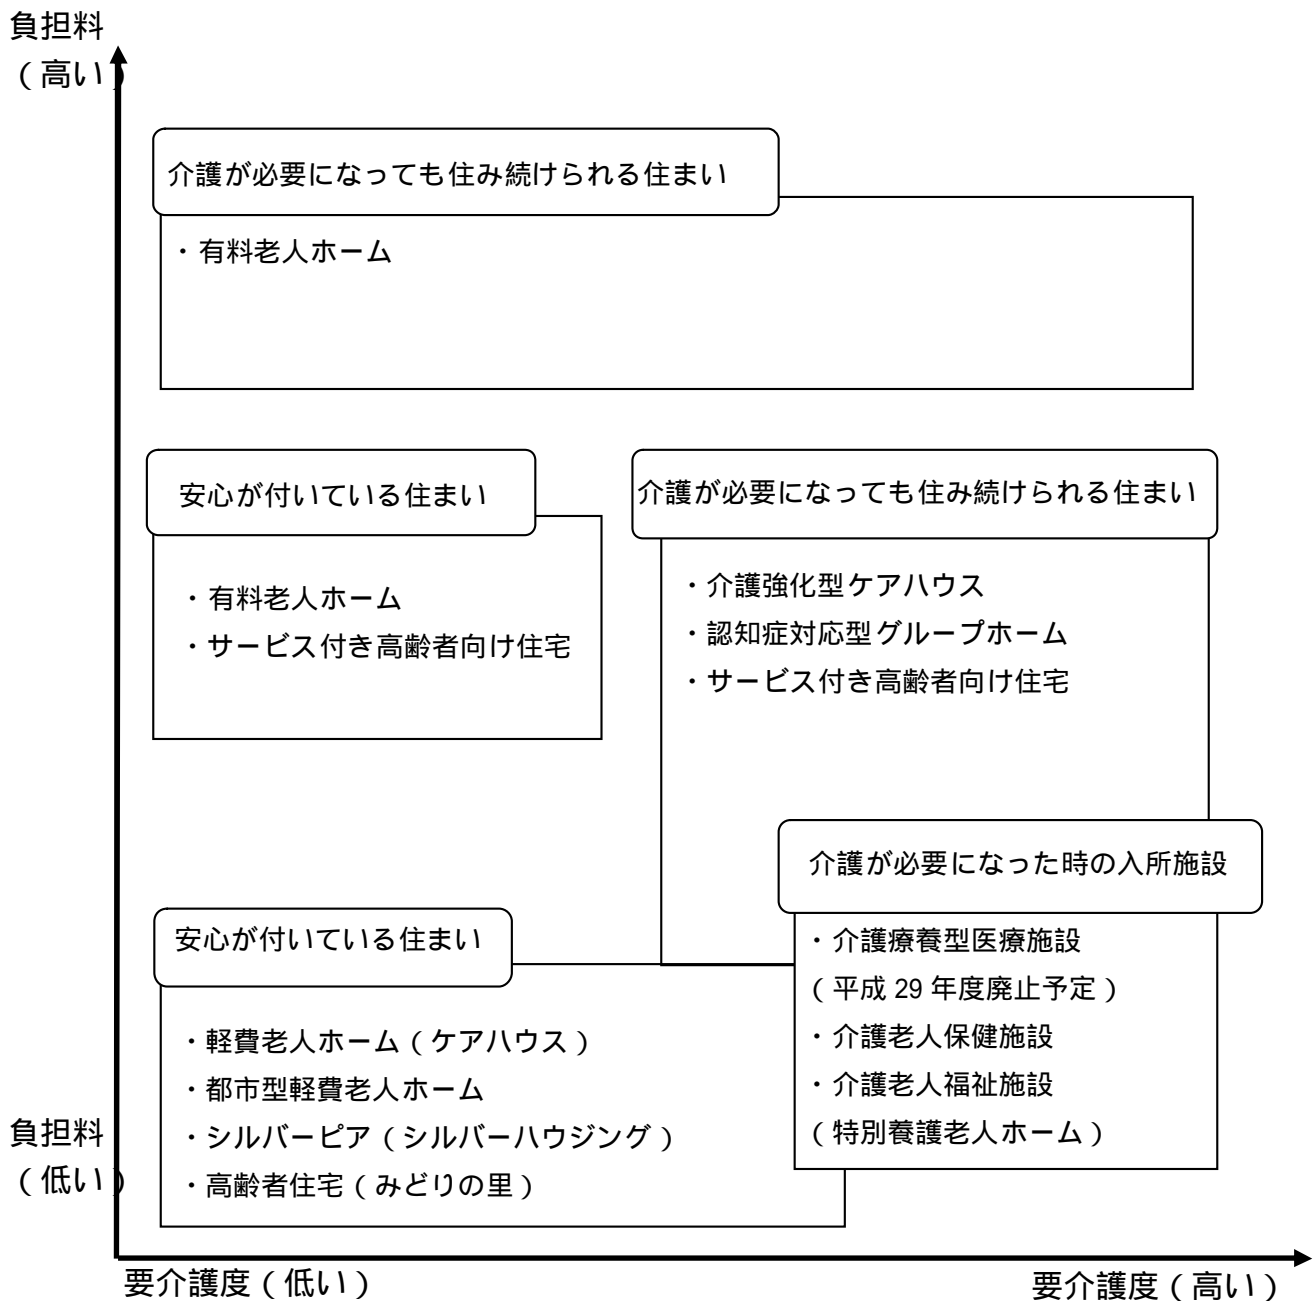 負担料
（高い）
介護が必要になっても住み続けられる住まい
・有料老人ホーム
安心が付いている住まい
・有料老人ホーム
・サービス付き高齢者向け住宅
介護が必要になっても住み続けられる住まい
・介護強化型ケアハウス
・認知症対応型グループホーム
・サービス付き高齢者向け住宅
介護が必要になった時の入所施設
・介護療養型医療施設
（平成 29 年度廃止予定）
・介護老人保健施設
・介護老人福祉施設
（特別養護老人ホーム）
安心が付いている住まい
・軽費老人ホーム（ケアハウス）
・都市型軽費老人ホーム
・シルバーピア（シルバーハウジング）
・高齢者住宅（みどりの里）
負担料
（低い）
要介護度（低い）
要介護度（高い）